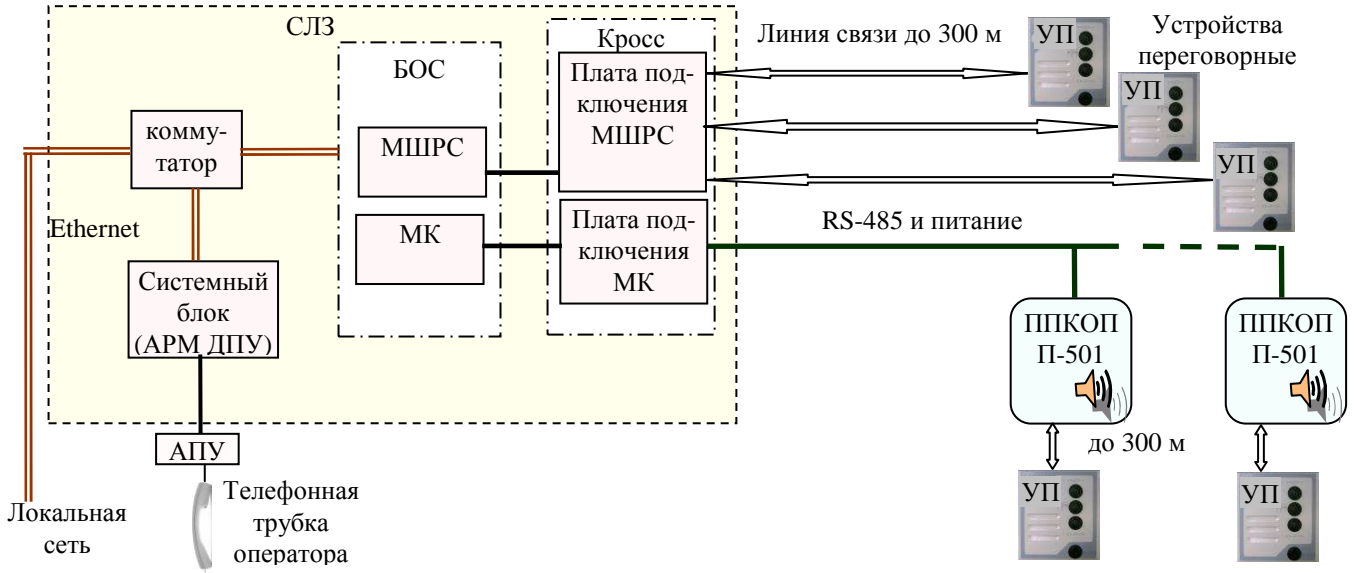 СЛЗ
БОС
Кросс
Линия связи до 300 м
УП
Устройства
переговорные
Плата под-
ключения
МШРС
УП
комму-
татор
МШРС
УП
Ethernet
МК
Плата под-
ключения
МК
RS-485 и питание
Системный
блок
(АРМ ДПУ)
ППКОП
П-501
ППКОП
П-501
АПУ
до 300 м
УП
УП
Локальная
сеть
Телефонная
трубка
оператора